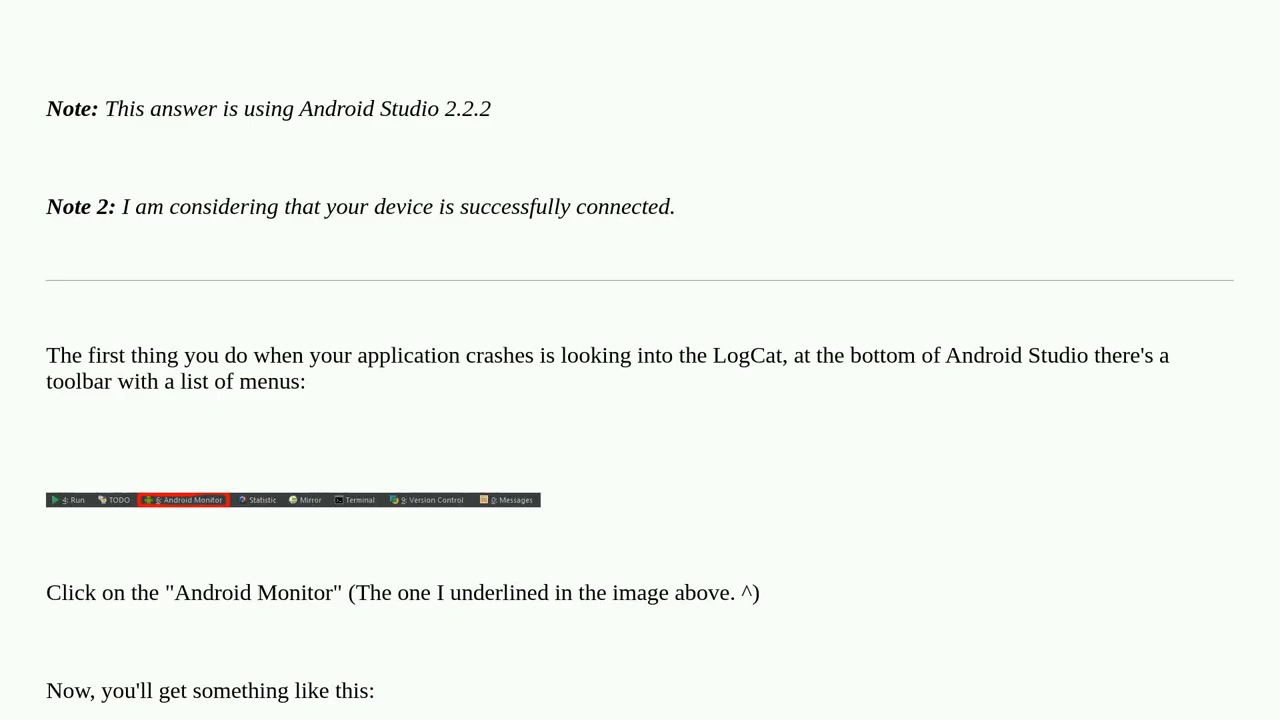 Note: This answer is using Android Studio 2.2.2
Note 2: I am considering that your device is successfully connected.
The first thing you do when your application crashes is looking into the LogCat, at the bottom of Android Studio there's a
toolbar with a list of menus:
4: Run TODO 6: Android Monitor Statistic Mirror Terminal 9: Version Control 0: Messages
Click on the "Android Monitor" (The one I underlined in the image above. ^)
Now, you'll get something like this: